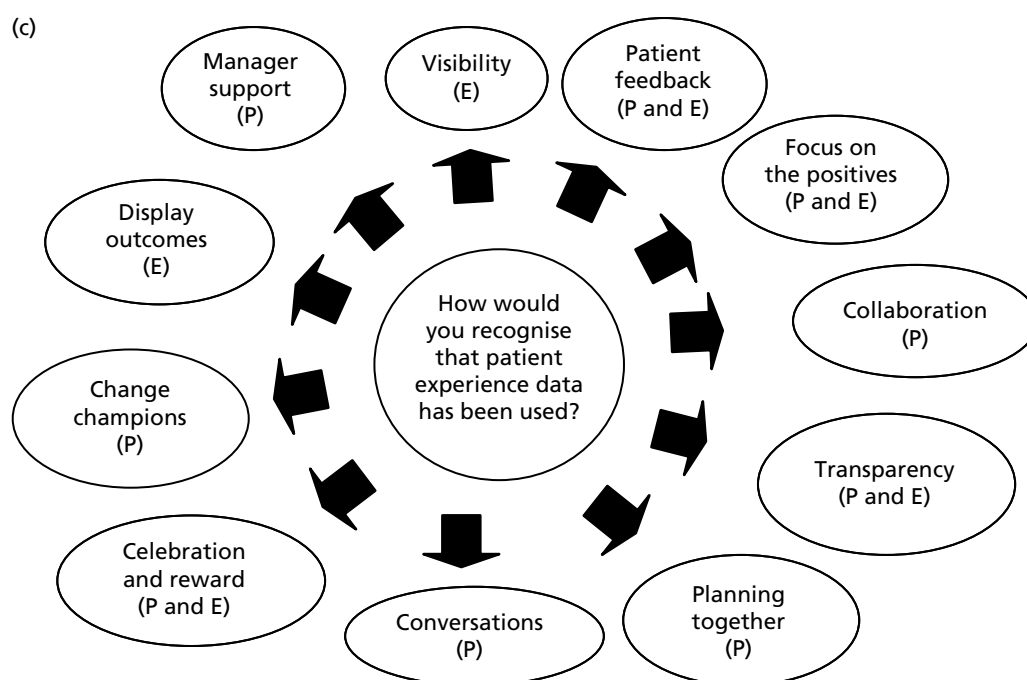 (c)
Manager
support
(P)
Visibility
(E)
Patient
feedback
(P and E)
Focus on
the positives
(P and E)
Display
outcomes
(E)
How would
you recognise
that patient
experience data
has been used?
Collaboration
(P)
Change
champions
(P)
Transparency
(P and E)
Celebration
and reward
(P and E)
Conversations
(P)
Planning
together
(P)